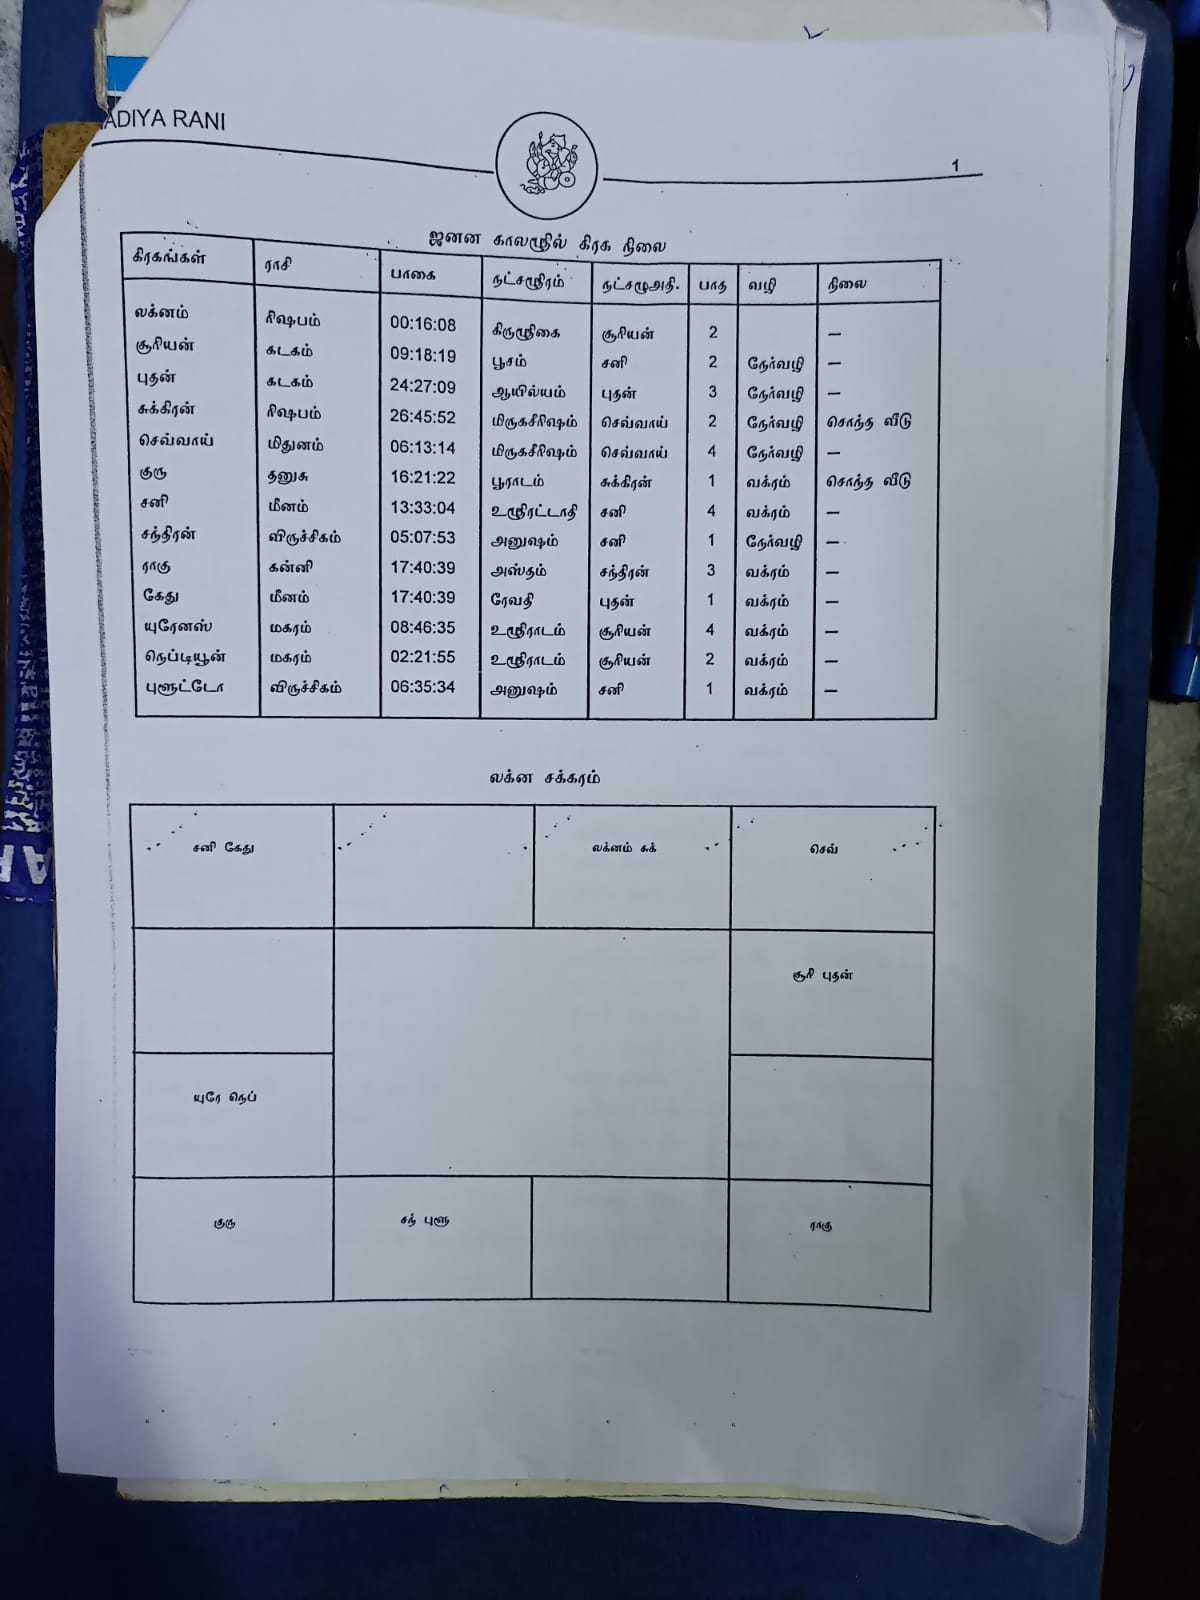 ADIYA RANI
1
ஜனன காலழில் கிரக நிலை
கிரகங்கள் ராசி பாகை நட்சழிரம் நட்சழுஅதி. பாத வழி நிலை
லக்னம் ரிஷபம் 00:16:08 கிருழிகை சூரியன் 2 –
சூரியன் கடகம் 09:18:19 பூசம் சனி 2 நேர்வழி –
புதன் கடகம் 24:27:09 ஆயில்யம் புதன் 3 நேர்வழி –
சுக்கிரன் ரிஷபம் 26:45:52 மிருகசீரிஷம் செவ்வாய் 2 நேர்வழி சொந்த வீடு
செவ்வாய் மிதுனம் 06:13:14 மிருகசீரிஷம் செவ்வாய் 4 நேர்வழி –
குரு தனுசு 16:21:22 பூராடம் சுக்கிரன் 1 வக்ரம் சொந்த வீடு
சனி மீனம் 13:33:04 உழிரட்டாதி சனி 4 வக்ரம் –
சந்திரன் விருச்சிகம் 05:07:53 அனுஷம் சனி 1 நேர்வழி –
ராகு கன்னி 17:40:39 அஸ்தம் சந்திரன் 3 வக்ரம் –
கேது மீனம் 17:40:39 ரேவதி புதன் 1 வக்ரம் –
யுரேனஸ் மகரம் 08:46:35 உழிராடம் சூரியன் 4 வக்ரம் –
நெப்டியூன் மகரம் 02:21:55 உழிராடம் சூரியன் 2 வக்ரம் –
புளூட்டோ விருச்சிகம் 06:35:34 அனுஷம் சனி 1 வக்ரம் –
லக்ன சக்கரம்
சனி கேது லக்னம் சுக் செவ்
சூரி புதன்
யுரே நெப்
குரு சந் புளூ ராகு